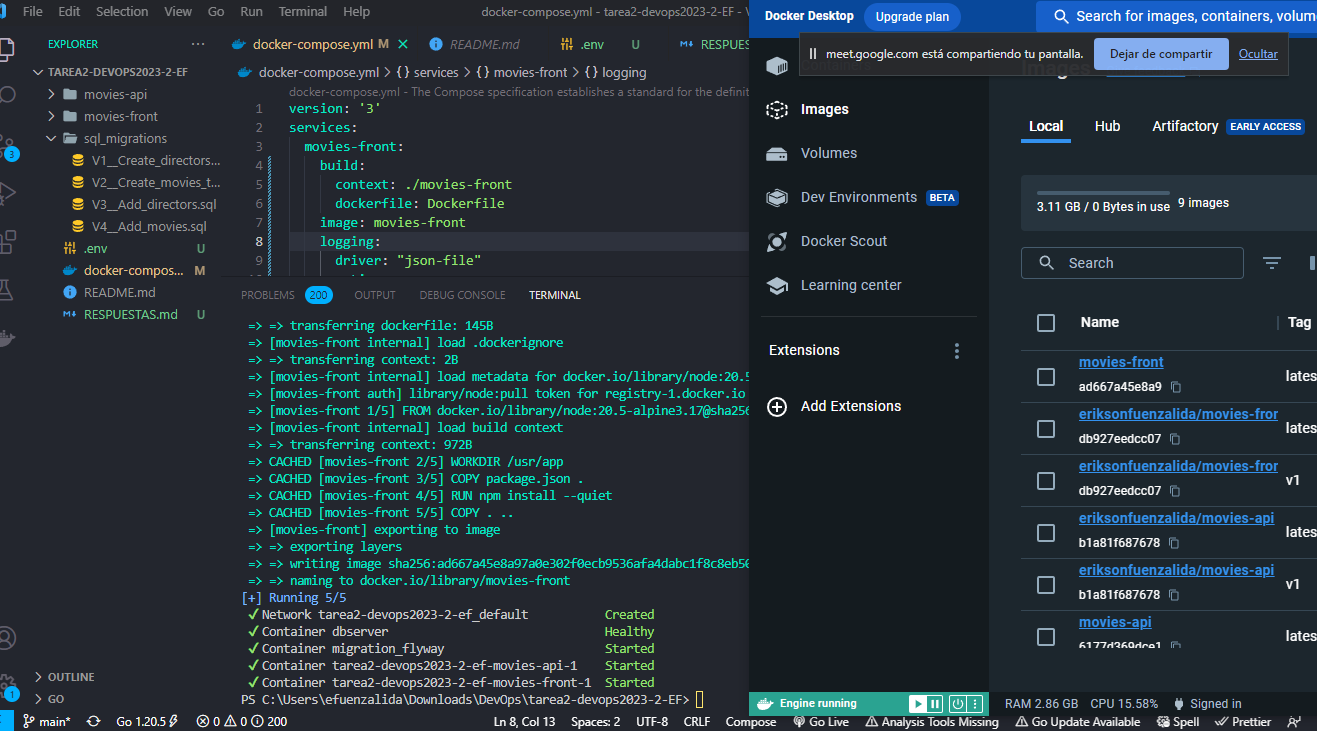 File Edit Selection View Go Run Terminal Help docker-compose.yml - tarea2-devops2023-2-EF - V
EXPLORER ···
TAREA2-DEVOPS2023-2-EF
movies-api
movies-front
sql_migrations
V1__Create_directors...
V2__Create_movies_t...
V3__Add_directors.sql
V4__Add_movies.sql
.env U
docker-compos... M
README.md
RESPUESTAS.md U
OUTLINE
GO
3
1
docker-compose.yml M
README.md
.env U
RESPUES
docker-compose.yml > {} services > {} movies-front > {} logging
docker-compose.yml - The Compose specification establishes a standard for the definit
1 version: '3'
2 services:
3 movies-front:
4 build:
5 context: ./movies-front
6 dockerfile: Dockerfile
7 image: movies-front
8 logging:
9 driver: "json-file"
PROBLEMS 200 OUTPUT DEBUG CONSOLE TERMINAL
=> => transferring dockerfile: 145B
=> [movies-front internal] load .dockerignore
=> => transferring context: 2B
=> [movies-front internal] load metadata for docker.io/library/node:20.5
=> [movies-front auth] library/node:pull token for registry-1.docker.io
=> [movies-front 1/5] FROM docker.io/library/node:20.5-alpine3.17@sha256
=> [movies-front internal] load build context
=> => transferring context: 972B
=> CACHED [movies-front 2/5] WORKDIR /usr/app
=> CACHED [movies-front 3/5] COPY package.json .
=> CACHED [movies-front 4/5] RUN npm install --quiet
=> CACHED [movies-front 5/5] COPY . ..
=> [movies-front] exporting to image
=> => exporting layers
=> => writing image sha256:ad667a45e8a97a0e302f0ecb9536afa4dabc1f8c8eb50
=> => naming to docker.io/library/movies-front
[+] Running 5/5
✓Network tarea2-devops2023-2-ef_default Created
✓Container dbserver Healthy
✓Container migration_flyway Started
✓Container tarea2-devops2023-2-ef-movies-api-1 Started
✓Container tarea2-devops2023-2-ef-movies-front-1 Started
PS C:\Users\efuenzalida\Downloads\DevOps\tarea2-devops2023-2-EF>
main* Go 1.20.5 0 0 200 Ln 8, Col 13 Spaces: 2 UTF-8 CRLF Compose Go Live Analysis Tools Missing Go Update Available Spell Prettier
Docker Desktop Upgrade plan Search for images, containers, volum
meet.google.com está compartiendo tu pantalla. Dejar de compartir Ocultar
Images
Volumes
Dev Environments BETA
Docker Scout
Learning center
Extensions
Add Extensions
Images
Local Hub Artifactory EARLY ACCESS
3.11 GB / 0 Bytes in use 9 images
Search
Name Tag
movies-front
ad667a45e8a9 lates
eriksonfuenzalida/movies-fror
db927eedcc07 lates
eriksonfuenzalida/movies-fror
db927eedcc07 v1
eriksonfuenzalida/movies-api
b1a81f687678 lates
eriksonfuenzalida/movies-api
b1a81f687678 v1
movies-api
6177d369dce1 lates
Engine running RAM 2.86 GB CPU 15.58% Signed in